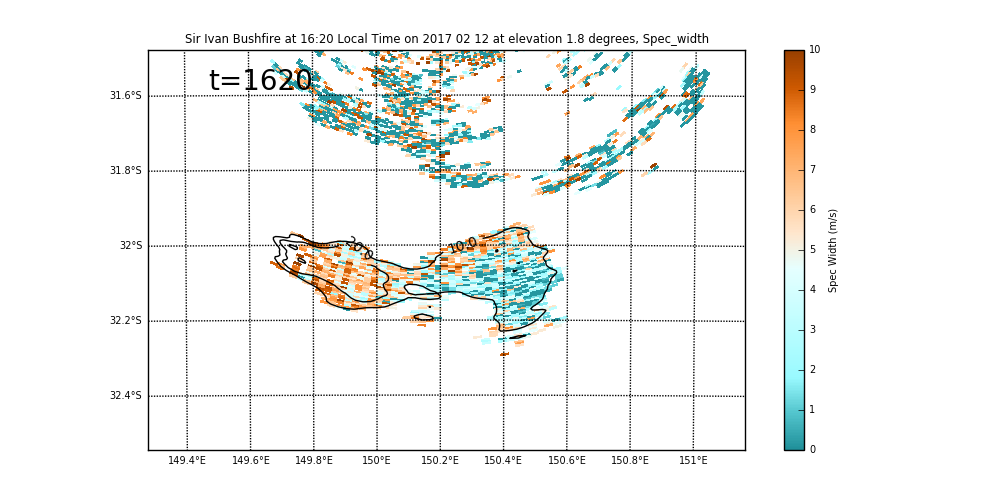 Sir Ivan Bushfire at 16:20 Local Time on 2017 02 12 at elevation 1.8 degrees, Spec_width
t=1620
31.6°S
31.8°S
32°S
32.2°S
32.4°S
149.4°E 149.6°E 149.8°E 150°E 150.2°E 150.4°E 150.6°E 150.8°E 151°E
10.0
10
9
8
7
6
5
4
3
2
1
0
Spec Width (m/s)